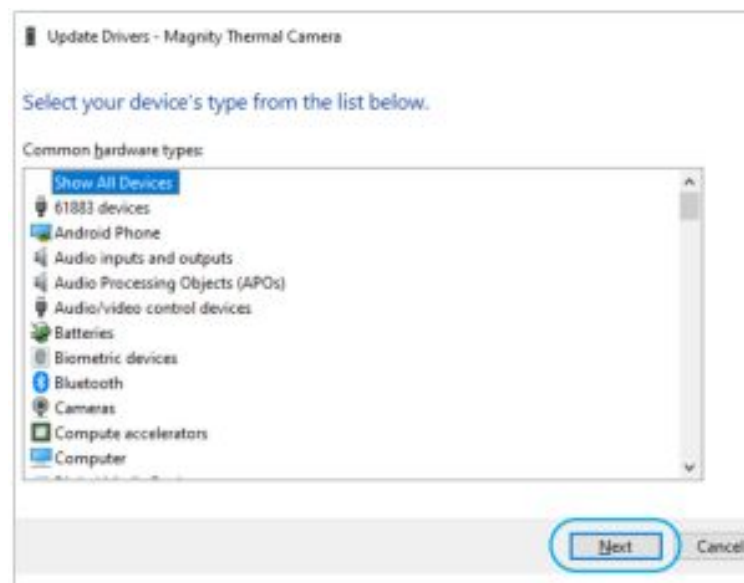 Update Drivers - Magnity Thermal Camera
Select your device's type from the list below.
Common hardware types:
Show All Devices
61883 devices
Android Phone
Audio inputs and outputs
Audio Processing Objects (APOs)
Audio/video control devices
Batteries
Biometric devices
Bluetooth
Cameras
Compute accelerators
Computer
Next Cancel